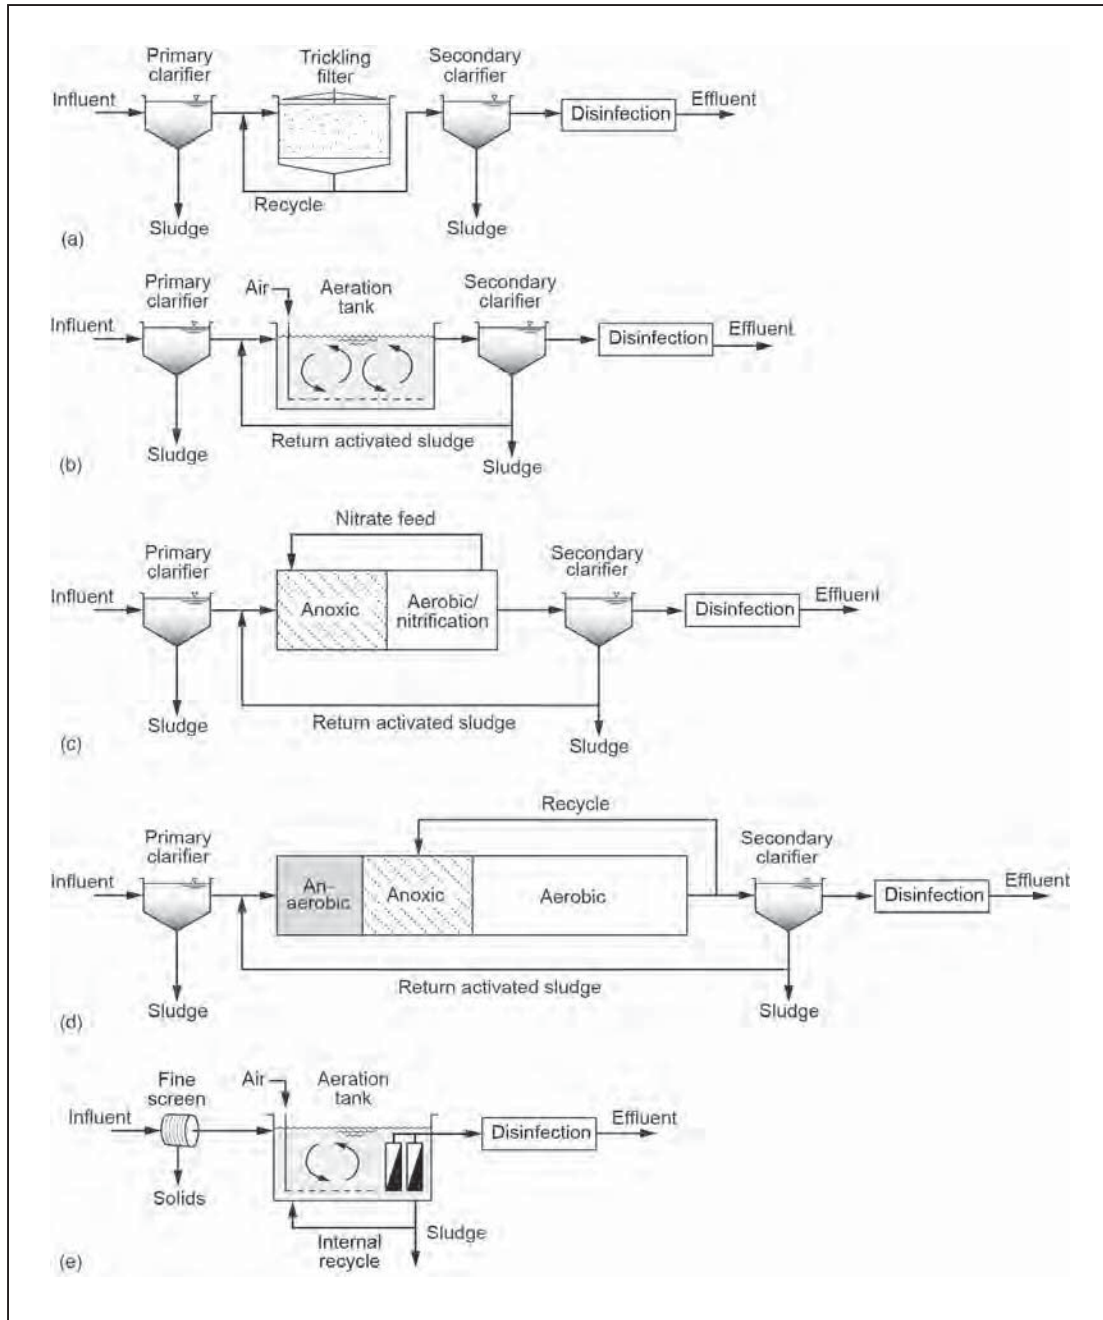 Primary
clarifier
Trickling
filter
Secondary
clarifier
Influent
Disinfection
Effluent
Recycle
Sludge
Sludge
(a)
Primary
clarifier
Air
Aeration
tank
Secondary
clarifier
Influent
Disinfection
Effluent
Return activated sludge
Sludge
Sludge
(b)
Nitrate feed
Primary
clarifier
Secondary
clarifier
Influent
Anoxic
Aerobic/
nitrification
Disinfection
Effluent
Return activated sludge
Sludge
Sludge
(c)
Recycle
Primary
clarifier
Secondary
clarifier
Influent
An-
aerobic
Anoxic
Aerobic
Disinfection
Effluent
Return activated sludge
Sludge
Sludge
(d)
Fine
screen
Air
Aeration
tank
Influent
Disinfection
Effluent
Solids
Internal
recycle
Sludge
(e)